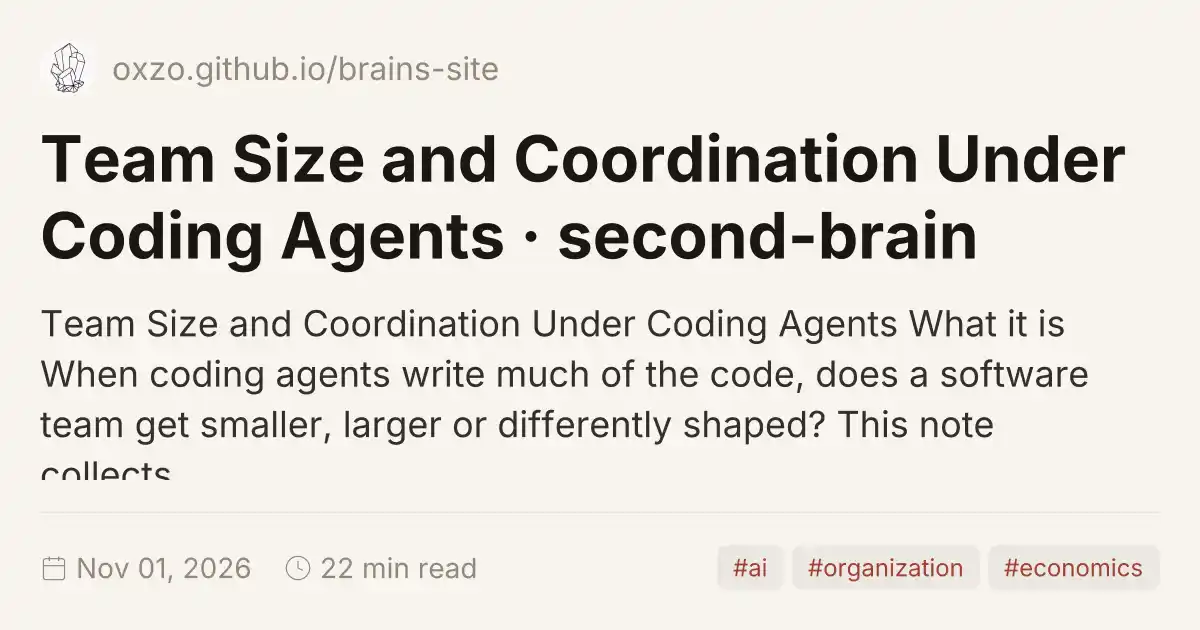 oxzo.github.io/brains-site
Team Size and Coordination Under
Coding Agents · second-brain
Team Size and Coordination Under Coding Agents What it is
When coding agents write much of the code, does a software
team get smaller, larger or differently shaped? This note
collects
Nov 01, 2026 22 min read #ai #organization #economics